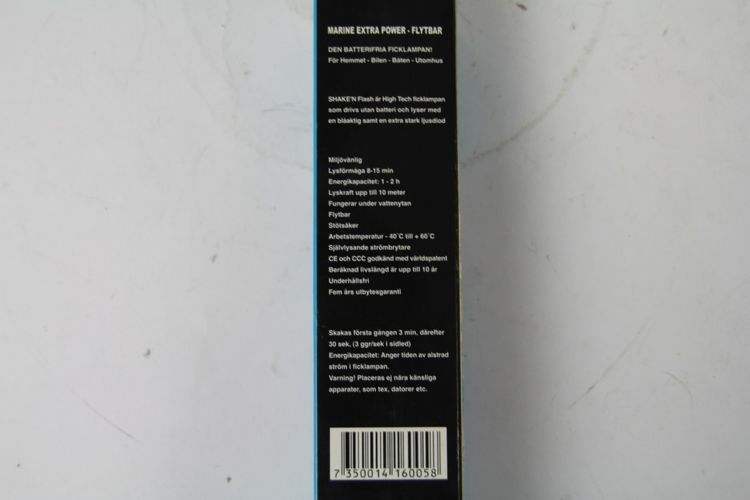 MARINE EXTRA POWER - FLYTBAR
DEN BATTERIFRIA FICKLAMPAN!
För Hemmet - Bilen - Båten - Utomhus
SHAKE'N Flash är High Tech ficklampan
som drivs utan batteri och lyser med
en blåaktig samt en extra stark ljusdiod
Miljövänlig
Lysförmåga 8-15 min
Energikapacitet: 1 - 2 h
Lyskraft upp till 10 meter
Fungerar under vattenytan
Flytbar
Stötsäker
Arbetstemperatur - 40°C till + 60°C
Självlysande strömbrytare
CE och CCC godkänd med världspatent
Beräknad livslängd är upp till 10 år
Underhållsfri
Fem års utbytesgaranti
Skakas första gången 3 min, därefter
30 sek, (3 ggr/sek i sidled)
Energikapacitet: Anger tiden av alstrad
ström i ficklampan.
Varning! Placeras ej nära känsliga
apparater, som tex, datorer etc.
7 350014 160058